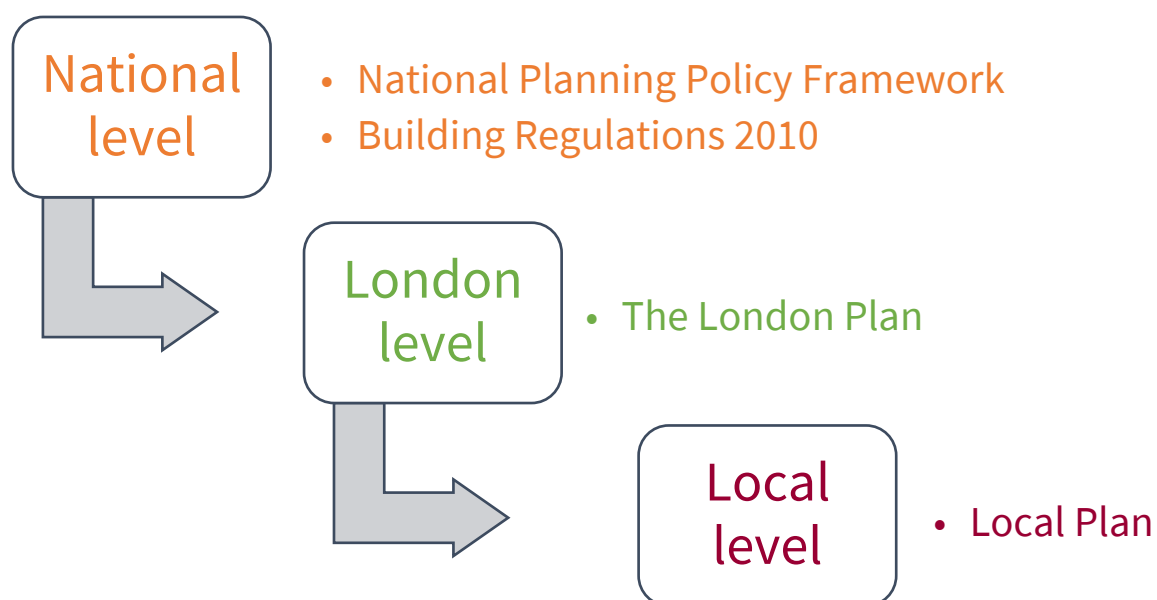 National
level
• National Planning Policy Framework
• Building Regulations 2010
London
level
• The London Plan
Local
level
• Local Plan